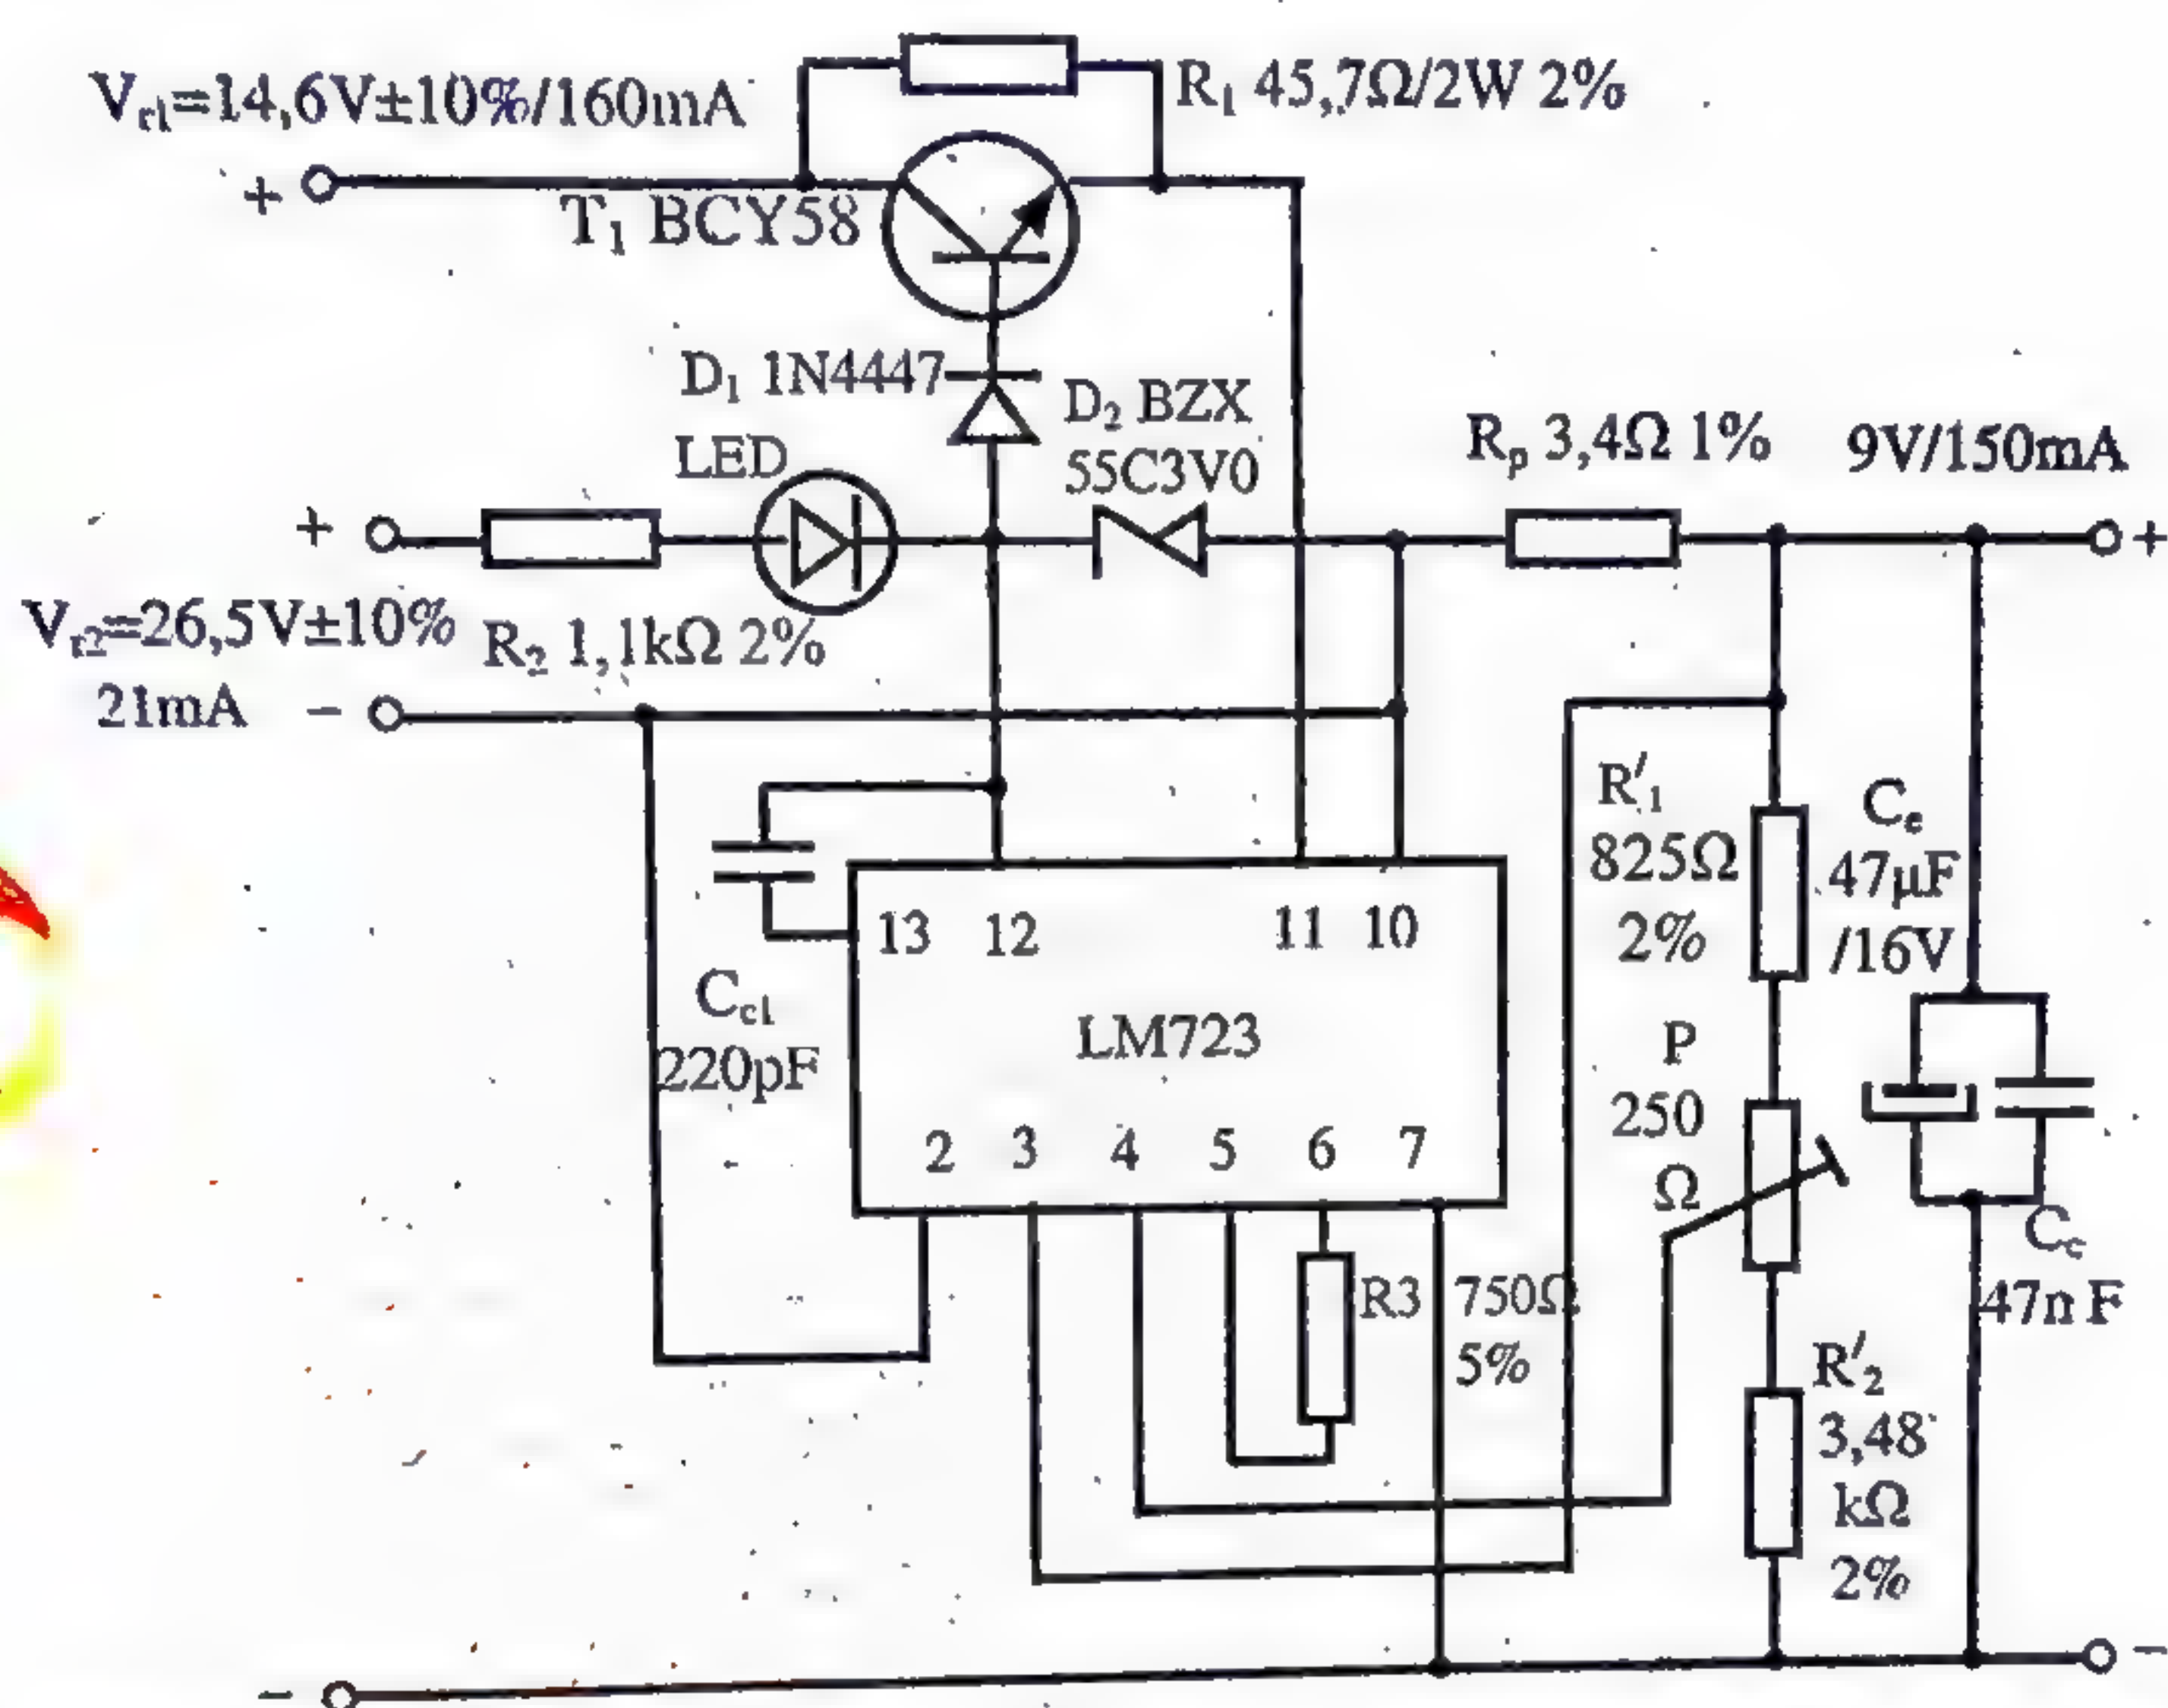 V_r1=14,6V±10%/160mA
R_1 45,7Ω/2W 2%
+
T_1 BCY58
D_1 1N4447
D_2 BZX
55C3V0
LED
R_p 3,4Ω 1%
9V/150mA
+
+
V_r2=26,5V±10%
21mA
R_2 1,1kΩ 2%
−
R'_1
825Ω
2%
C_e
47µF
/16V
13
12
11
10
C_c1
220pF
LM723
P
250
Ω
2
3
4
5
6
7
C_c
47nF
R3
750Ω
5%
R'_2
3,48
kΩ
2%
−
−